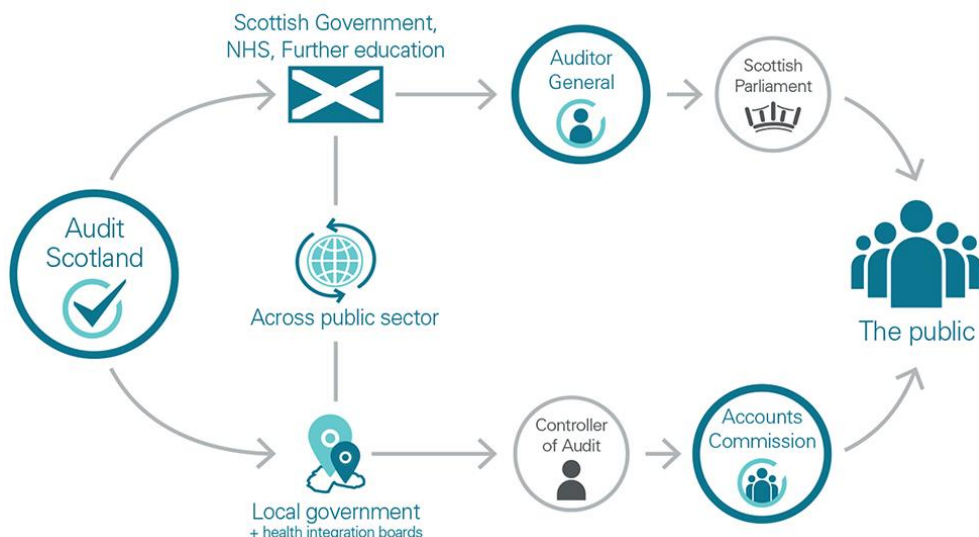 Scottish Government,
NHS, Further education
Auditor
General
Scottish
Parliament
Audit
Scotland
Across public sector
The public
Controller
of Audit
Accounts
Commission
Local government
+ health integration boards